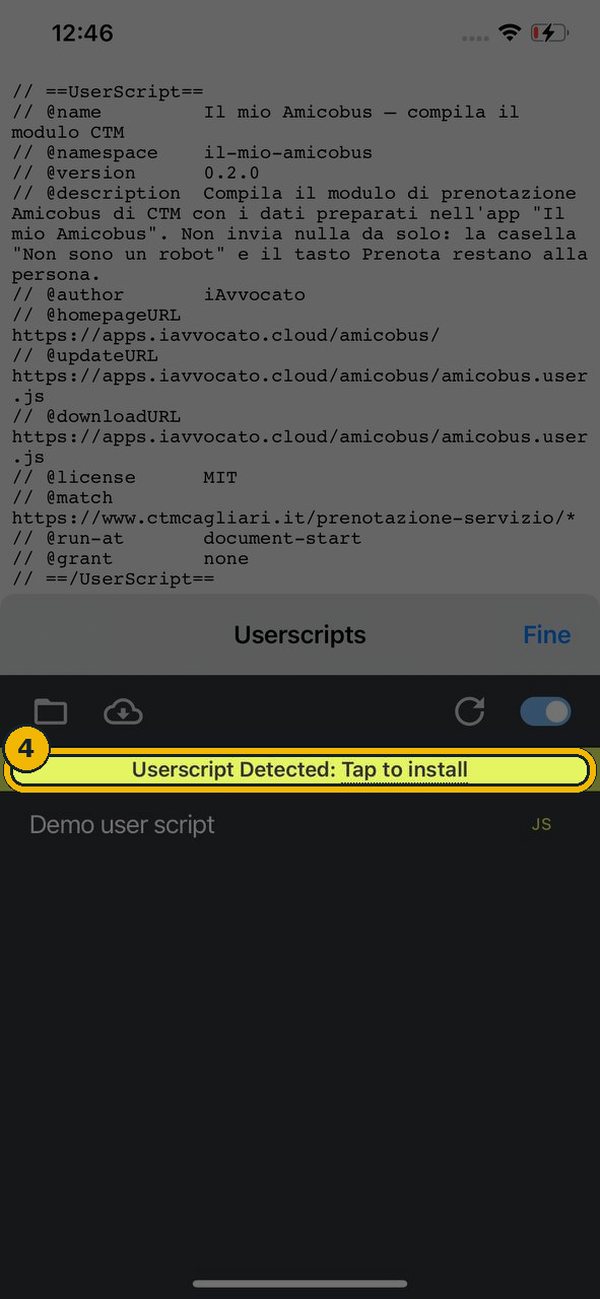 12:46
// ==UserScript==
// @name         Il mio Amicobus — compila il
modulo CTM
// @namespace    il-mio-amicobus
// @version      0.2.0
// @description  Compila il modulo di prenotazione
Amicobus di CTM con i dati preparati nell'app "Il
mio Amicobus". Non invia nulla da solo: la casella
"Non sono un robot" e il tasto Prenota restano alla
persona.
// @author       iAvvocato
// @homepageURL
https://apps.iavvocato.cloud/amicobus/
// @updateURL
https://apps.iavvocato.cloud/amicobus/amicobus.user
.js
// @downloadURL
https://apps.iavvocato.cloud/amicobus/amicobus.user
.js
// @license      MIT
// @match
https://www.ctmcagliari.it/prenotazione-servizio/*
// @run-at       document-start
// @grant        none
// ==/UserScript==
Userscripts
Fine
4
Userscript Detected: Tap to install
Demo user script
JS